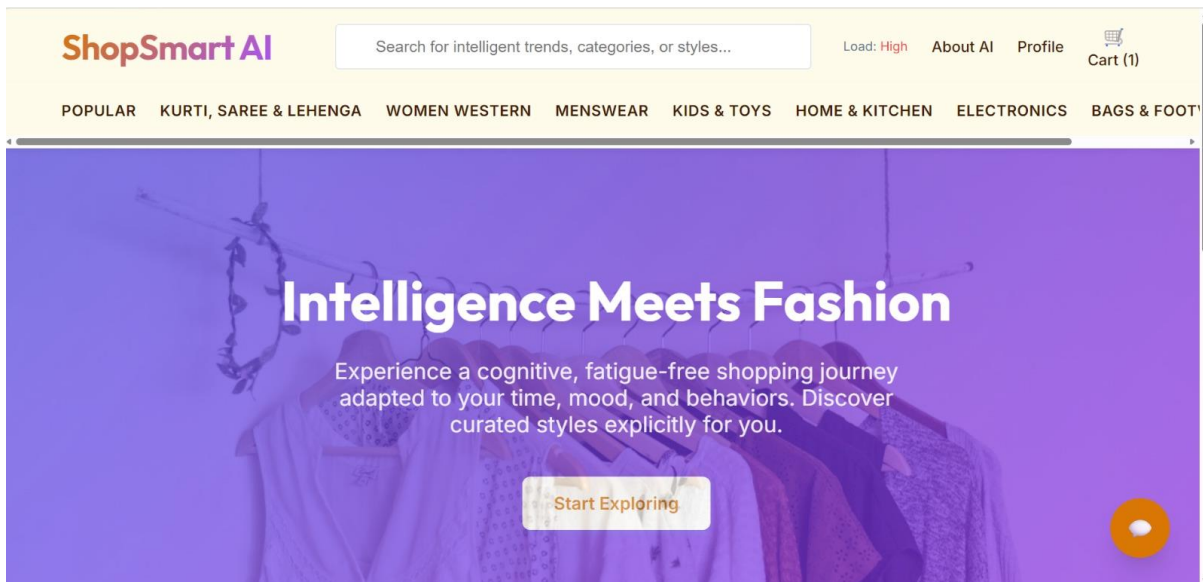 ShopSmart AI
Search for intelligent trends, categories, or styles...
Load: High
About AI
Profile
Cart (1)
POPULAR KURTI, SAREE & LEHENGA WOMEN WESTERN MENSWEAR KIDS & TOYS HOME & KITCHEN ELECTRONICS BAGS & FOOT
Intelligence Meets Fashion
Experience a cognitive, fatigue-free shopping journey
adapted to your time, mood, and behaviors. Discover
curated styles explicitly for you.
Start Exploring